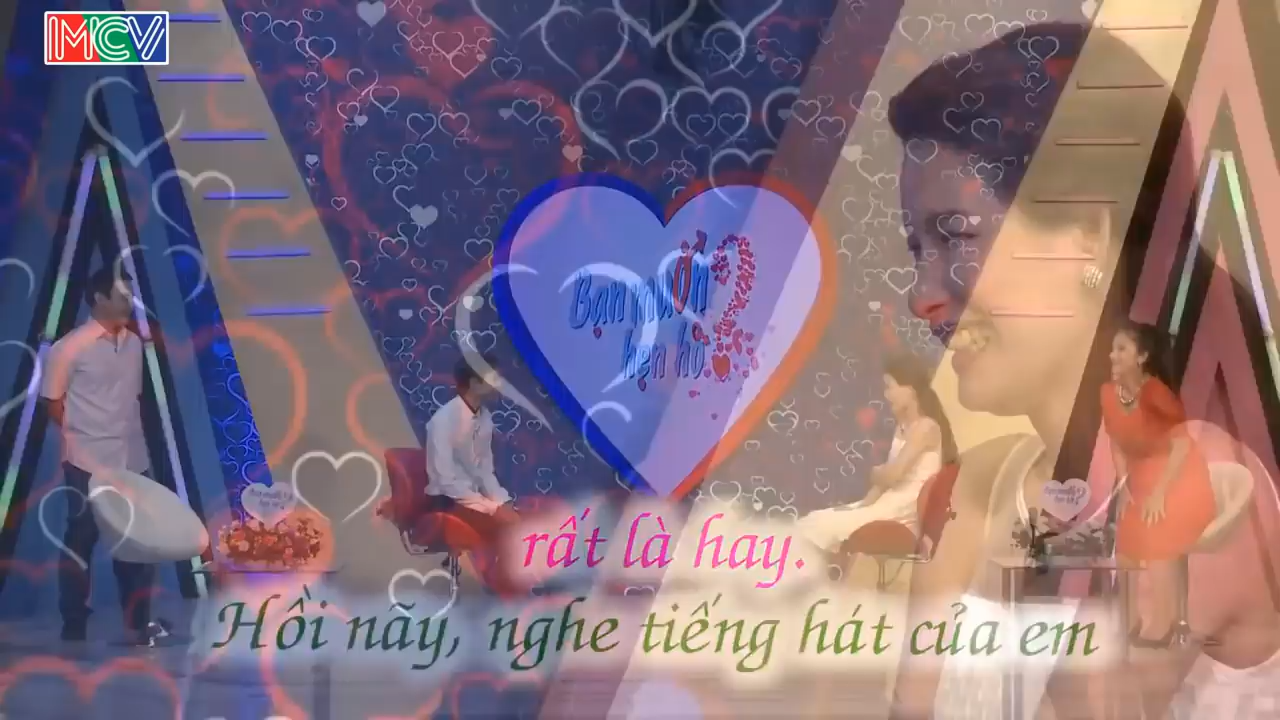 MCV
Bạn muốn
hẹn hò
rất là hay.
Hồi nãy, nghe tiếng hát của em